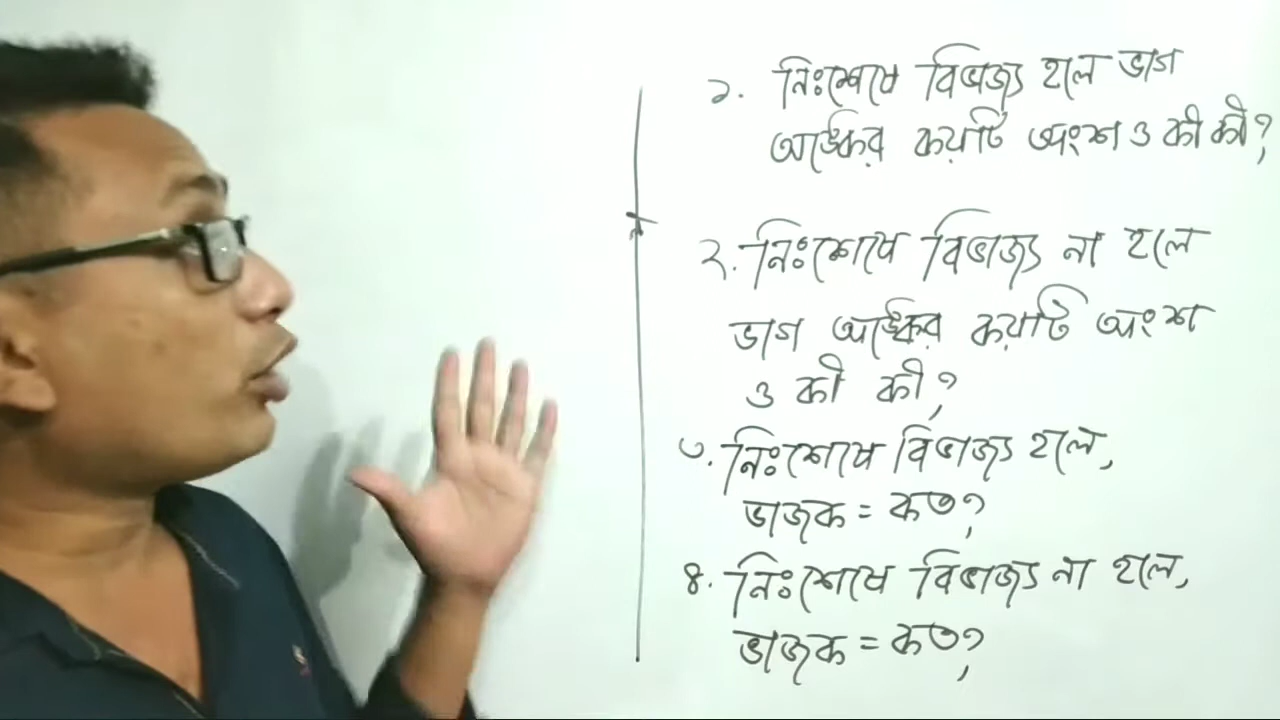 ১. নিঃশেষে বিভাজ্য হলে ভাগ
অঙ্কের কয়টি অংশ ও কী কী?
২. নিঃশেষে বিভাজ্য না হলে
ভাগ অঙ্কের কয়টি অংশ
ও কী কী?
৩. নিঃশেষে বিভাজ্য হলে,
ভাজক = কত?
৪. নিঃশেষে বিভাজ্য না হলে,
ভাজক = কত?